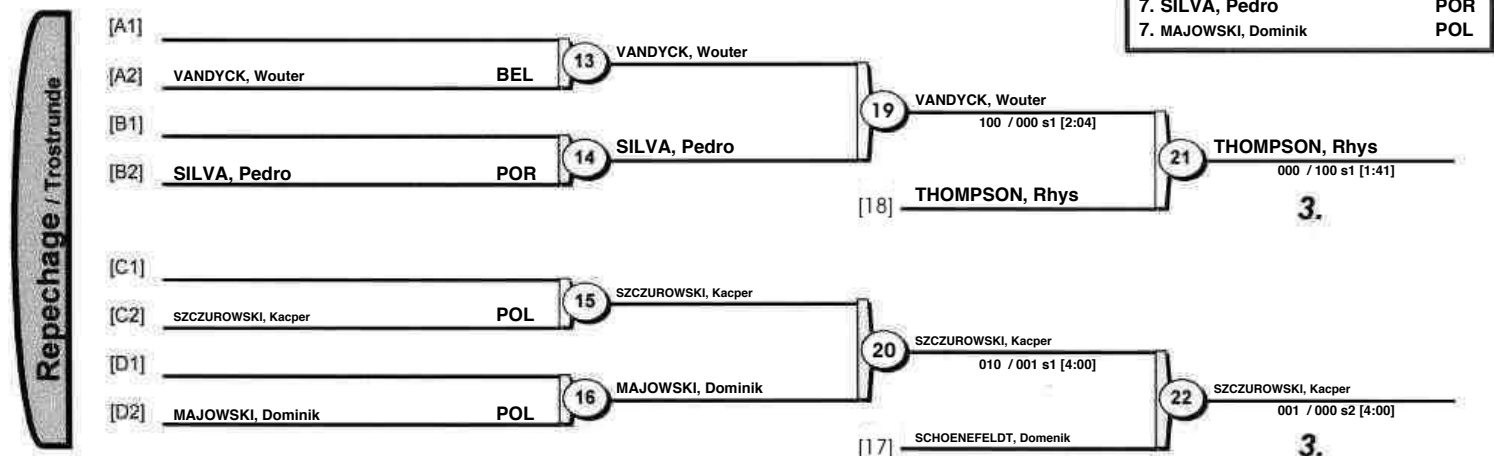 7. SILVA, Pedro POR
7. MAJOWSKI, Dominik POL
Repechage / Trostrunde
[A1]
[A2] VANDYCK, Wouter BEL
13 VANDYCK, Wouter
[B1]
[B2] SILVA, Pedro POR
14 SILVA, Pedro
19 VANDYCK, Wouter
100 / 000 s1 [2:04]
[18] THOMPSON, Rhys
21 THOMPSON, Rhys
000 / 100 s1 [1:41]
3.
[C1]
[C2] SZCZUROWSKI, Kacper POL
15 SZCZUROWSKI, Kacper
[D1]
[D2] MAJOWSKI, Dominik POL
16 MAJOWSKI, Dominik
20 SZCZUROWSKI, Kacper
010 / 001 s1 [4:00]
[17] SCHOENEFELDT, Domenik
22 SZCZUROWSKI, Kacper
001 / 000 s2 [4:00]
3.